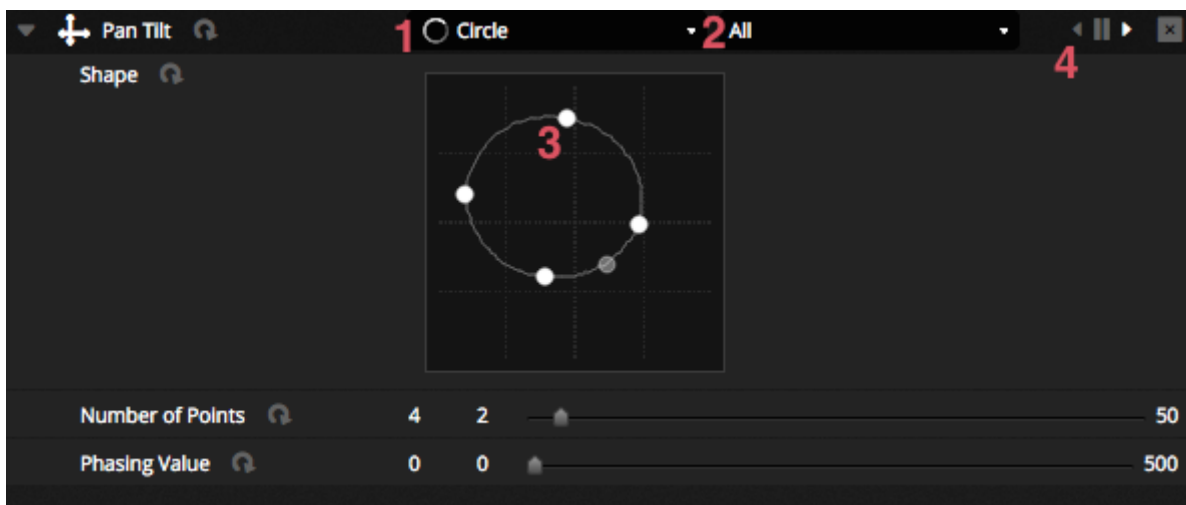 Pan Tilt 1 Circle 2 All
4
Shape
3
Number of Points 4 2 50
Phasing Value 0 0 500